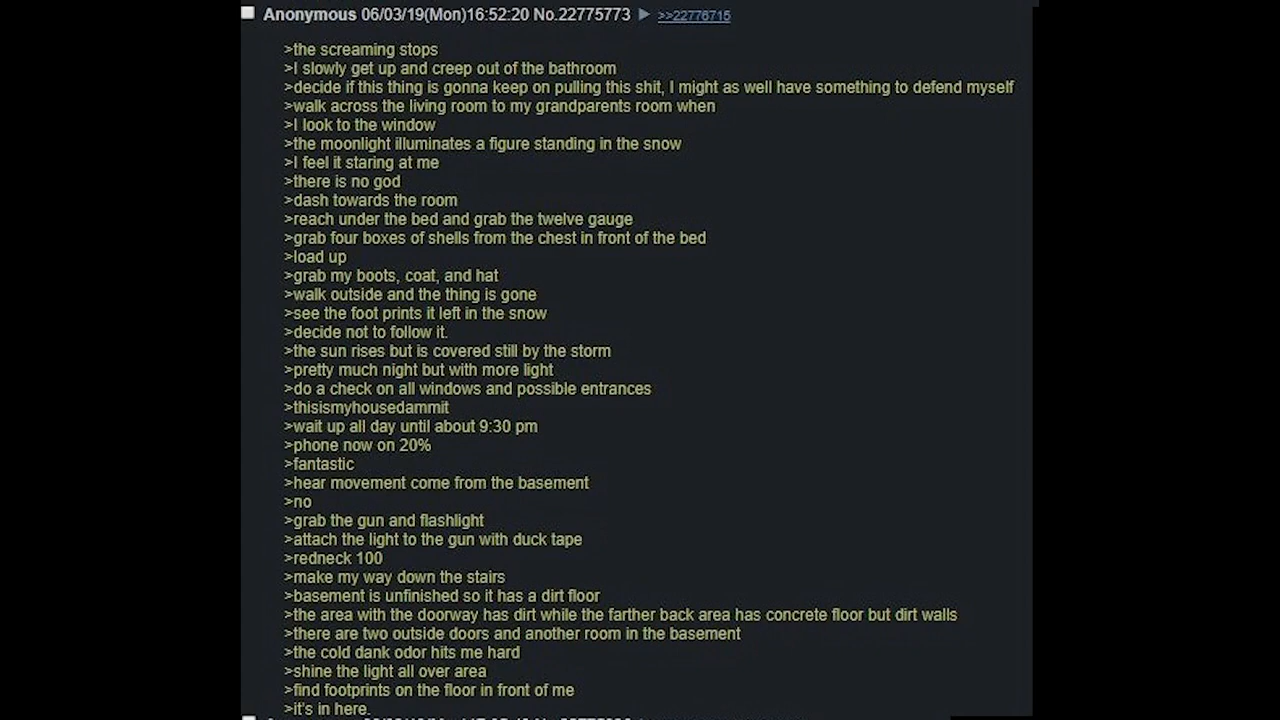 Anonymous 06/03/19(Mon)16:52:20 No.22775773 ▶ >>22776715
>the screaming stops
>I slowly get up and creep out of the bathroom
>decide if this thing is gonna keep on pulling this shit, I might as well have something to defend myself
>walk across the living room to my grandparents room when
>I look to the window
>the moonlight illuminates a figure standing in the snow
>I feel it staring at me
>there is no god
>dash towards the room
>reach under the bed and grab the twelve gauge
>grab four boxes of shells from the chest in front of the bed
>load up
>grab my boots, coat, and hat
>walk outside and the thing is gone
>see the foot prints it left in the snow
>decide not to follow it.
>the sun rises but is covered still by the storm
>pretty much night but with more light
>do a check on all windows and possible entrances
>thisismyhousedammit
>wait up all day until about 9:30 pm
>phone now on 20%
>fantastic
>hear movement come from the basement
>no
>grab the gun and flashlight
>attach the light to the gun with duck tape
>redneck 100
>make my way down the stairs
>basement is unfinished so it has a dirt floor
>the area with the doorway has dirt while the farther back area has concrete floor but dirt walls
>there are two outside doors and another room in the basement
>the cold dank odor hits me hard
>shine the light all over area
>find footprints on the floor in front of me
>it's in here.